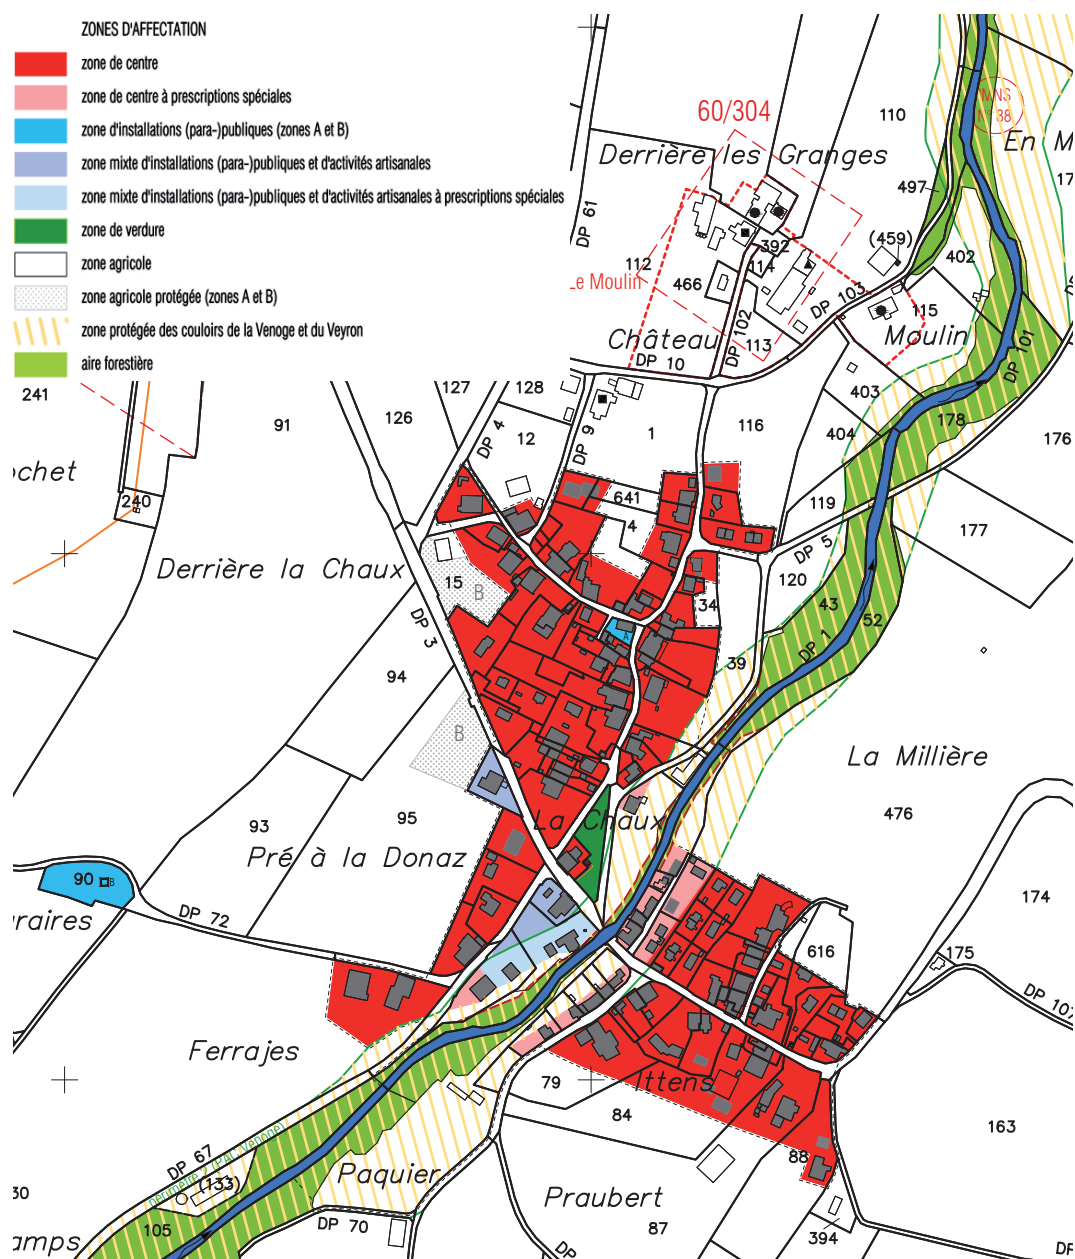 ZONES D'AFFECTATION
zone de centre
zone de centre à prescriptions spéciales
zone d'installations (para-)publiques (zones A et B)
zone mixte d'installations (para-)publiques et d'activités artisanales
zone mixte d'installations (para-)publiques et d'activités artisanales à prescriptions spéciales
zone de verdure
zone agricole
zone agricole protégée (zones A et B)
zone protégée des couloirs de la Venoge et du Veyron
aire forestière
60/304
110
Derrière les Granges
En M
17
497
DP 61
(459)
392
402
112
114
Le Moulin
466
DP 103
115
DP 102
Château
113
Moulin
DP 101
DP 10
241
127
128
403
91
126
DP 4
12
DP 9
1
116
404
178
176
ochet
240
641
119
4
177
DP 5
Derrière la Chaux
15
B
120
43
34
52
DP 3
A
DP 1
94
39
B
La Millière
476
95
93
La Chaux
Pré à la Donaz
90
B
174
DP 72
raires
616
175
DP 107
Ferrajes
79
Ittens
84
163
DP 67
périmètre 2 (PAC Venoge)
88
(133)
Paquier
30
Praubert
105
DP 70
87
394
amps
DP
DP